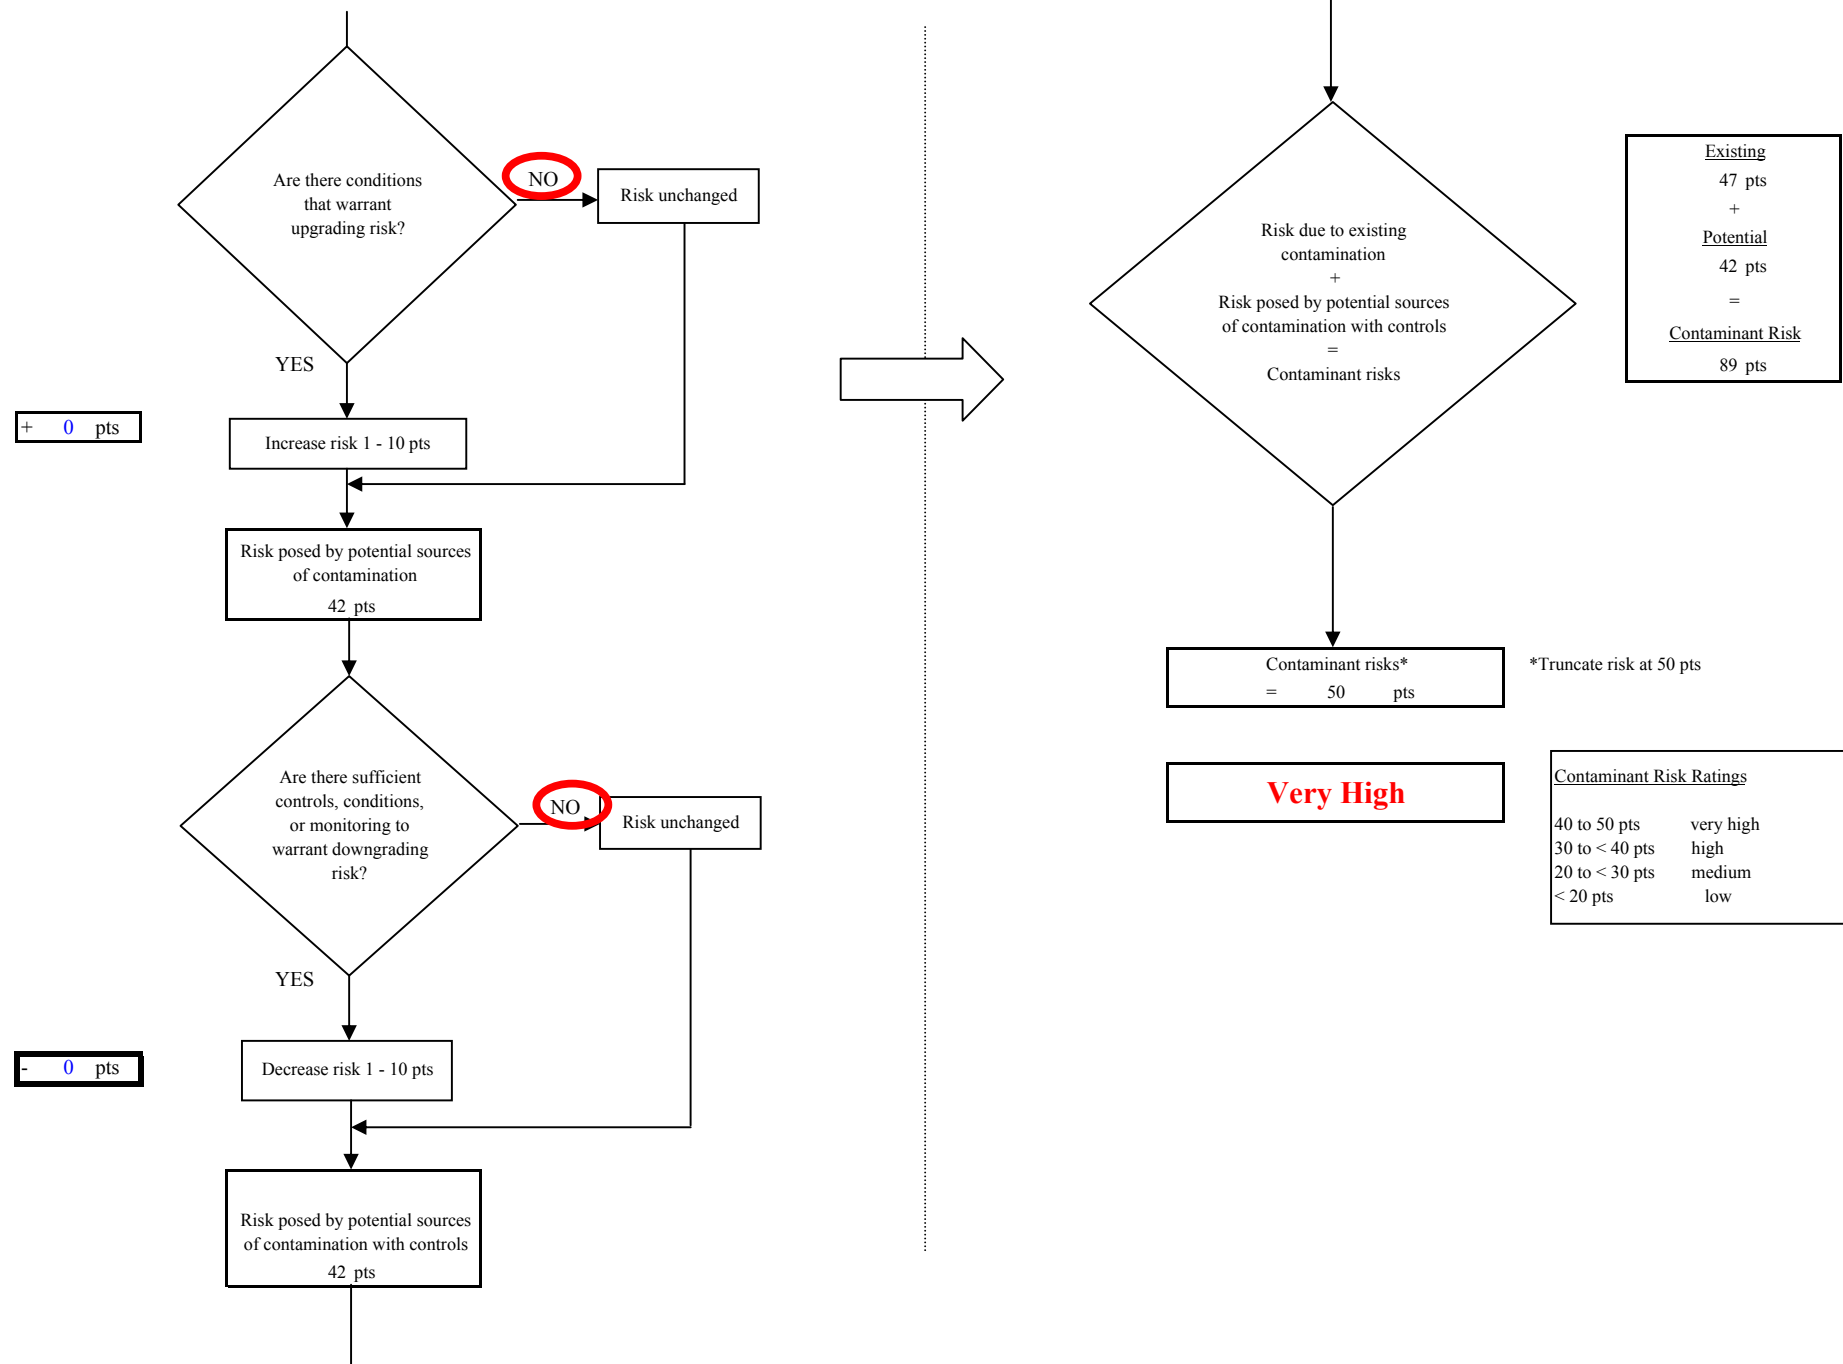 Are there conditions
that warrant
upgrading risk?
NO
Risk unchanged
YES
+ 0 pts
Increase risk 1 - 10 pts
Risk posed by potential sources
of contamination
42 pts
Are there sufficient
controls, conditions,
or monitoring to
warrant downgrading
risk?
NO
Risk unchanged
YES
- 0 pts
Decrease risk 1 - 10 pts
Risk posed by potential sources
of contamination with controls
42 pts
Risk due to existing
contamination
+
Risk posed by potential sources
of contamination with controls
=
Contaminant risks
Existing
47 pts
+
Potential
42 pts
=
Contaminant Risk
89 pts
Contaminant risks*
= 50 pts
*Truncate risk at 50 pts
Very High
Contaminant Risk Ratings
40 to 50 pts very high
30 to < 40 pts high
20 to < 30 pts medium
< 20 pts low